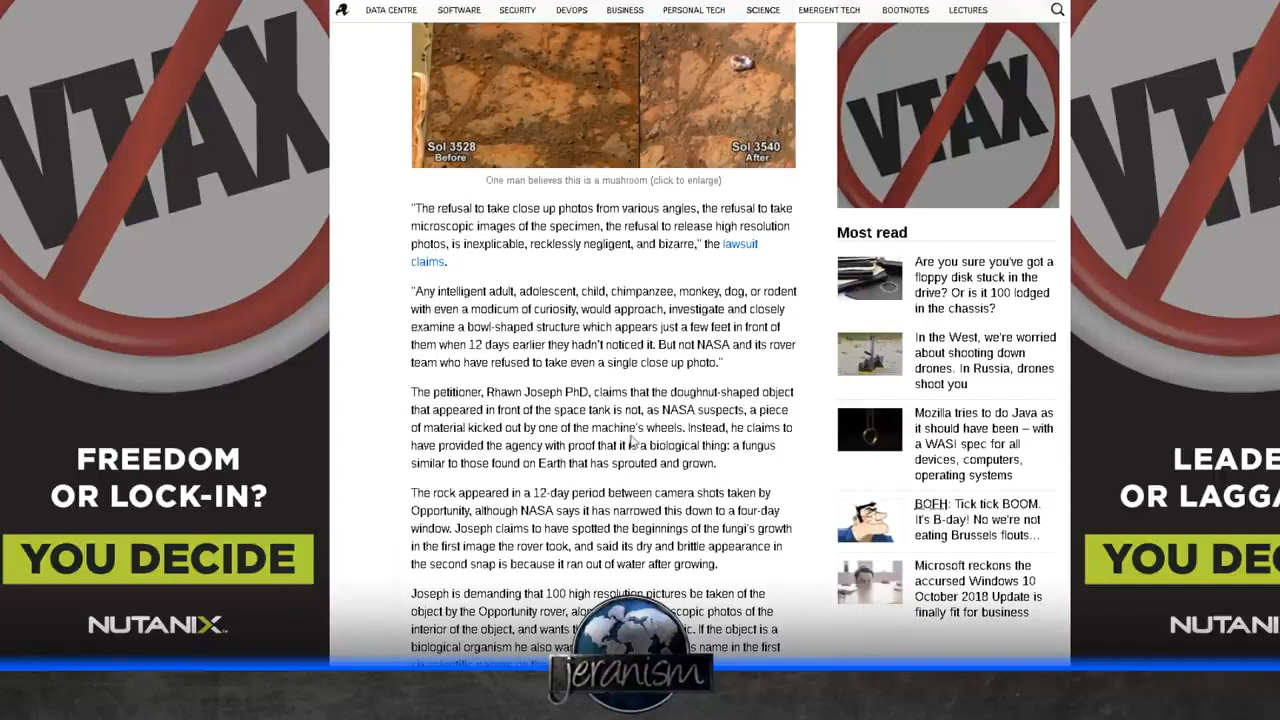 DATA CENTRE SOFTWARE SECURITY DEVOPS BUSINESS PERSONAL TECH SCIENCE EMERGENT TECH BOOTNOTES LECTURES
VTAX
FREEDOM
OR LOCK-IN?
YOU DECIDE
NUTANIX
Sol 3528
Before
Sol 3540
After
One man believes this is a mushroom (click to enlarge)
"The refusal to take close up photos from various angles, the refusal to take
microscopic images of the specimen, the refusal to release high resolution
photos, is inexplicable, recklessly negligent, and bizarre," the lawsuit
claims.
"Any intelligent adult, adolescent, child, chimpanzee, monkey, dog, or rodent
with even a modicum of curiosity, would approach, investigate and closely
examine a bowl-shaped structure which appears just a few feet in front of
them when 12 days earlier they hadn't noticed it. But not NASA and its rover
team who have refused to take even a single close up photo."
The petitioner, Rhawn Joseph PhD, claims that the doughnut-shaped object
that appeared in front of the space tank is not, as NASA suspects, a piece
of material kicked out by one of the machine's wheels. Instead, he claims to
have provided the agency with proof that it is a biological thing: a fungus
similar to those found on Earth that has sprouted and grown.
The rock appeared in a 12-day period between camera shots taken by
Opportunity, although NASA says it has narrowed this down to a four-day
window. Joseph claims to have spotted the beginnings of the fungi's growth
in the first image the rover took, and said its dry and brittle appearance in
the second snap is because it ran out of water after growing.
Joseph is demanding that 100 high resolution pictures be taken of the
object by the Opportunity rover, photos of the
interior of the object, and wants If the object is a
biological organism he also name in the first
VTAX
Most read
Are you sure you've got a
floppy disk stuck in the
drive? Or is it 100 lodged
in the chassis?
In the West, we're worried
about shooting down
drones. In Russia, drones
shoot you
Mozilla tries to do Java as
it should have been – with
a WASI spec for all
devices, computers,
operating systems
BOFH: Tick tick BOOM.
It's B-day! No we're not
eating Brussels flouts...
Microsoft reckons the
accursed Windows 10
October 2018 Update is
finally fit for business
VTAX
LEADE
OR LAGGA
YOU DEC
NUTANI
jeranism